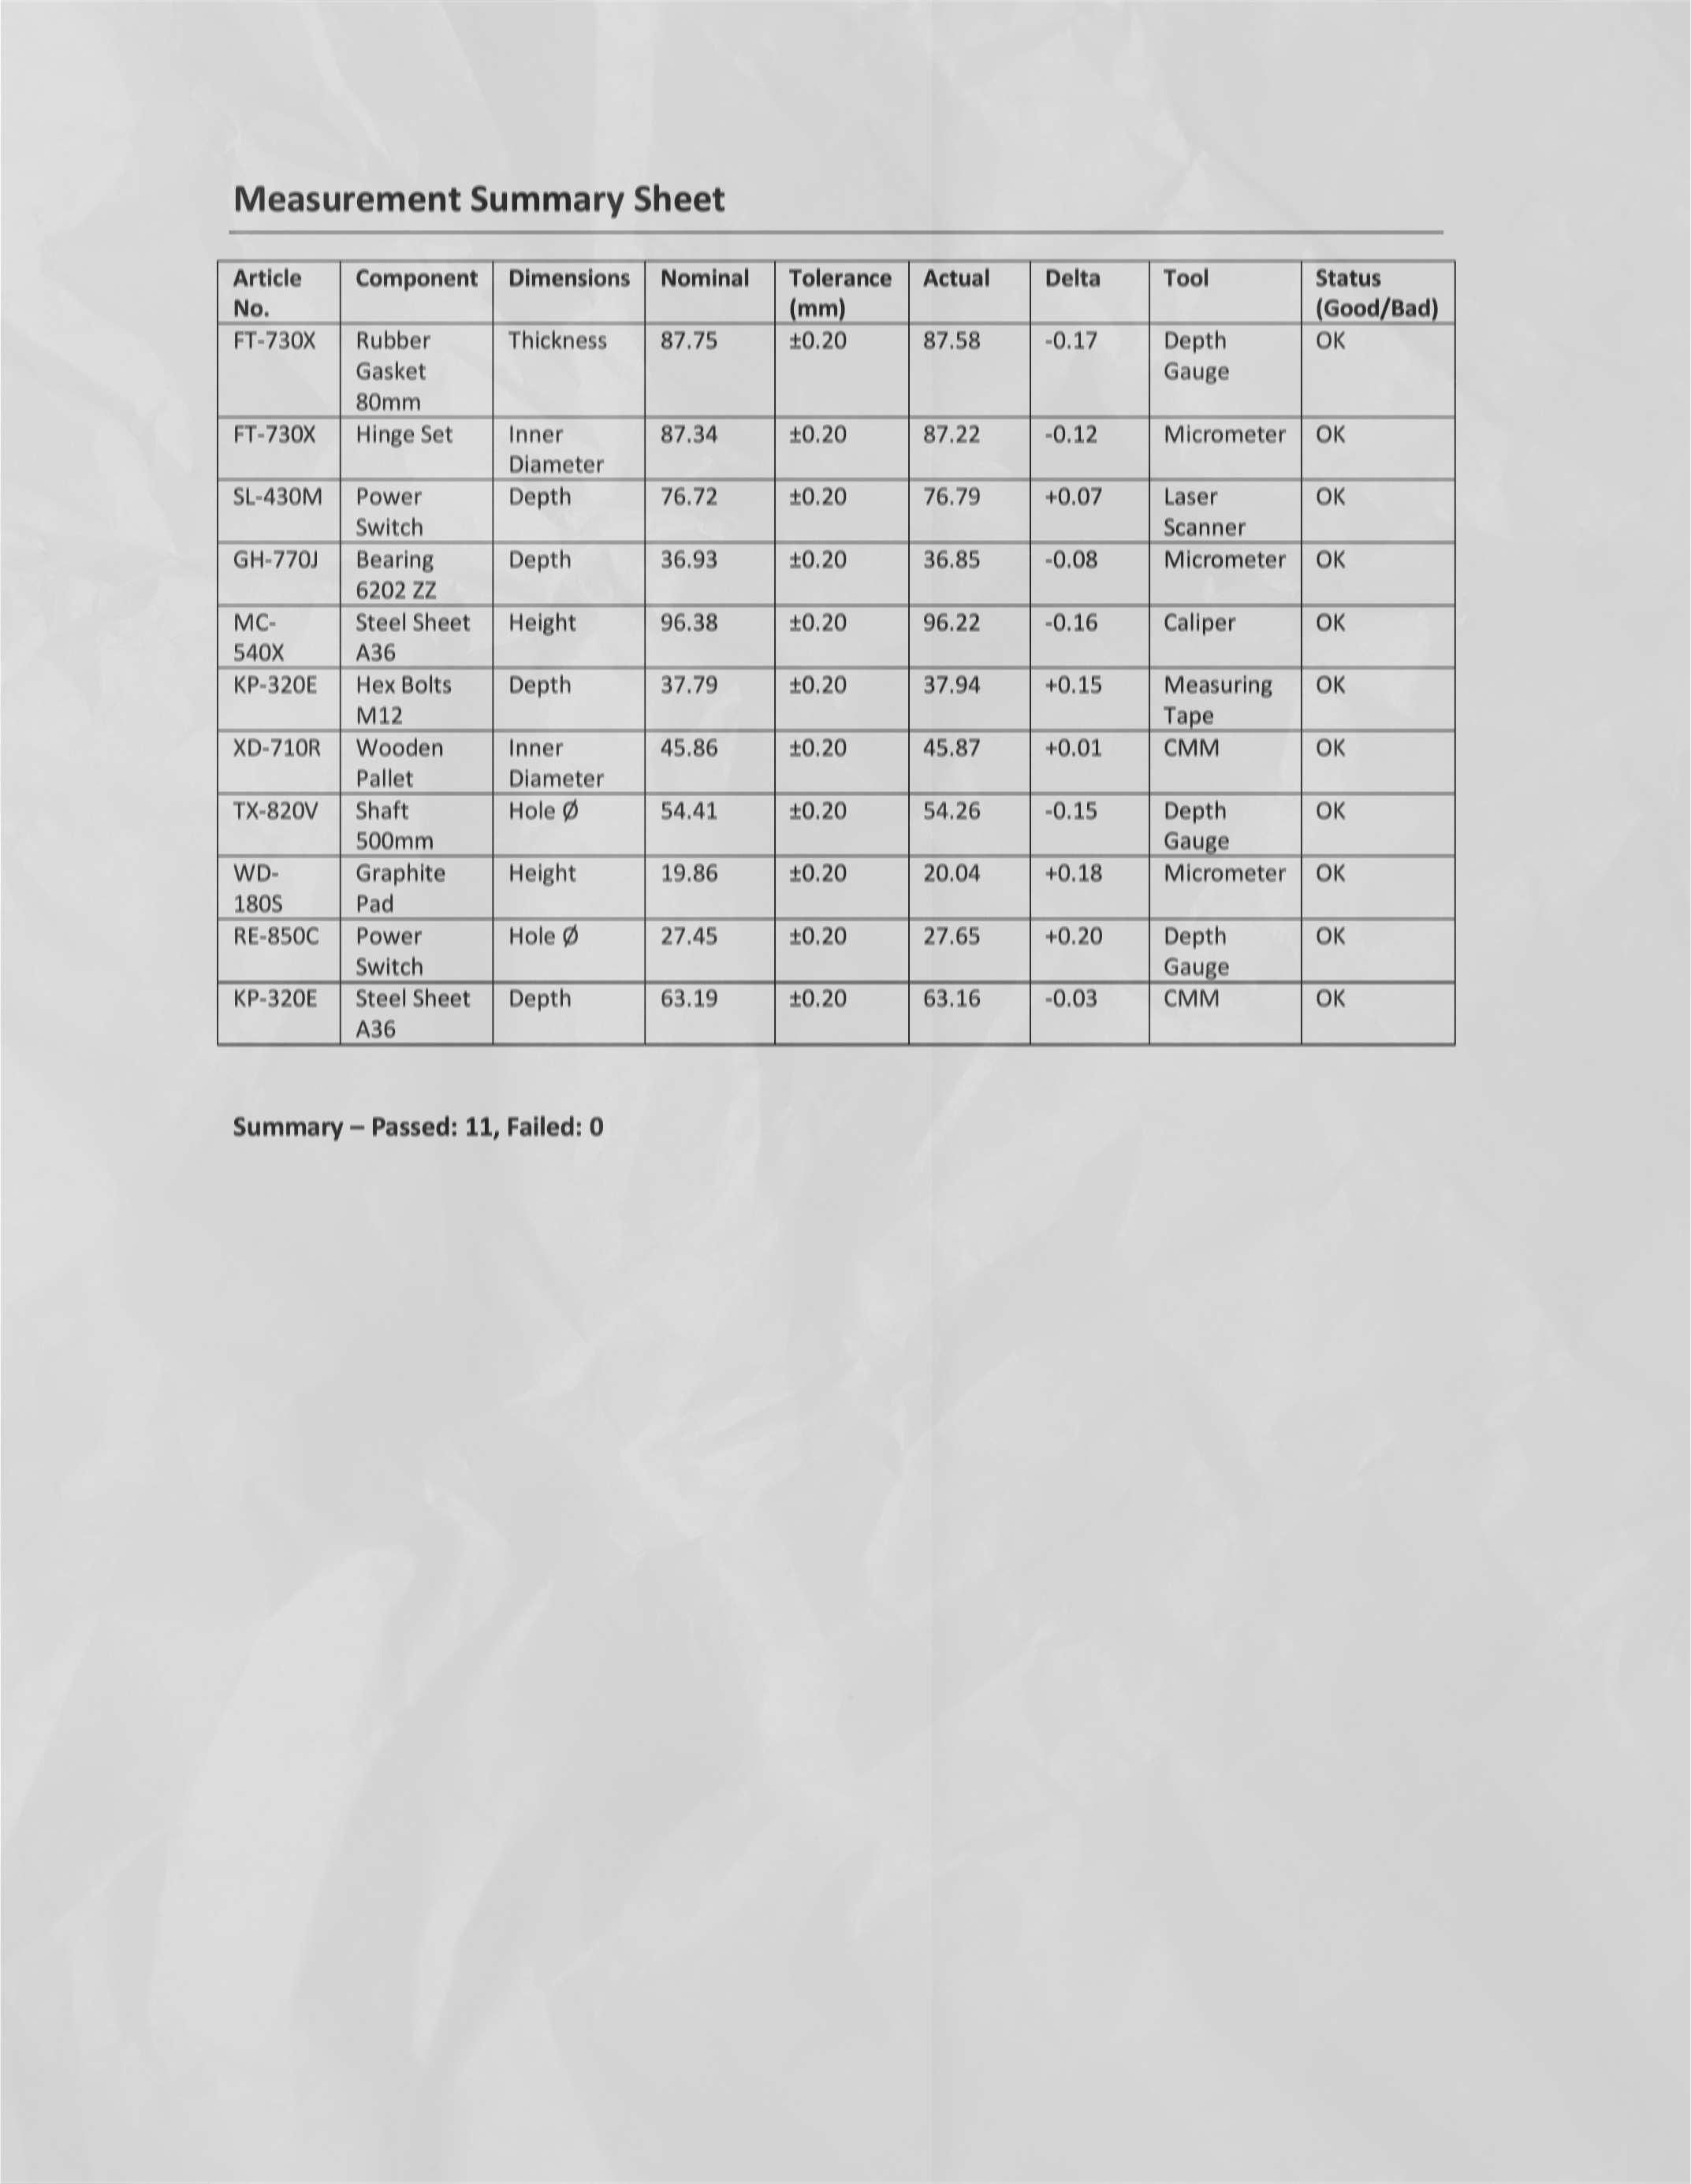 Measurement Summary Sheet
Article No. Component Dimensions Nominal Tolerance (mm) Actual Delta Tool Status (Good/Bad)
FT-730X Rubber Gasket 80mm Thickness 87.75 ±0.20 87.58 -0.17 Depth Gauge OK
FT-730X Hinge Set Inner Diameter 87.34 ±0.20 87.22 -0.12 Micrometer OK
SL-430M Power Switch Depth 76.72 ±0.20 76.79 +0.07 Laser Scanner OK
GH-770J Bearing 6202 ZZ Depth 36.93 ±0.20 36.85 -0.08 Micrometer OK
MC-540X Steel Sheet A36 Height 96.38 ±0.20 96.22 -0.16 Caliper OK
KP-320E Hex Bolts M12 Depth 37.79 ±0.20 37.94 +0.15 Measuring Tape OK
XD-710R Wooden Pallet Inner Diameter 45.86 ±0.20 45.87 +0.01 CMM OK
TX-820V Shaft 500mm Hole Ø 54.41 ±0.20 54.26 -0.15 Depth Gauge OK
WD-180S Graphite Pad Height 19.86 ±0.20 20.04 +0.18 Micrometer OK
RE-850C Power Switch Hole Ø 27.45 ±0.20 27.65 +0.20 Depth Gauge OK
KP-320E Steel Sheet A36 Depth 63.19 ±0.20 63.16 -0.03 CMM OK
Summary – Passed: 11, Failed: 0